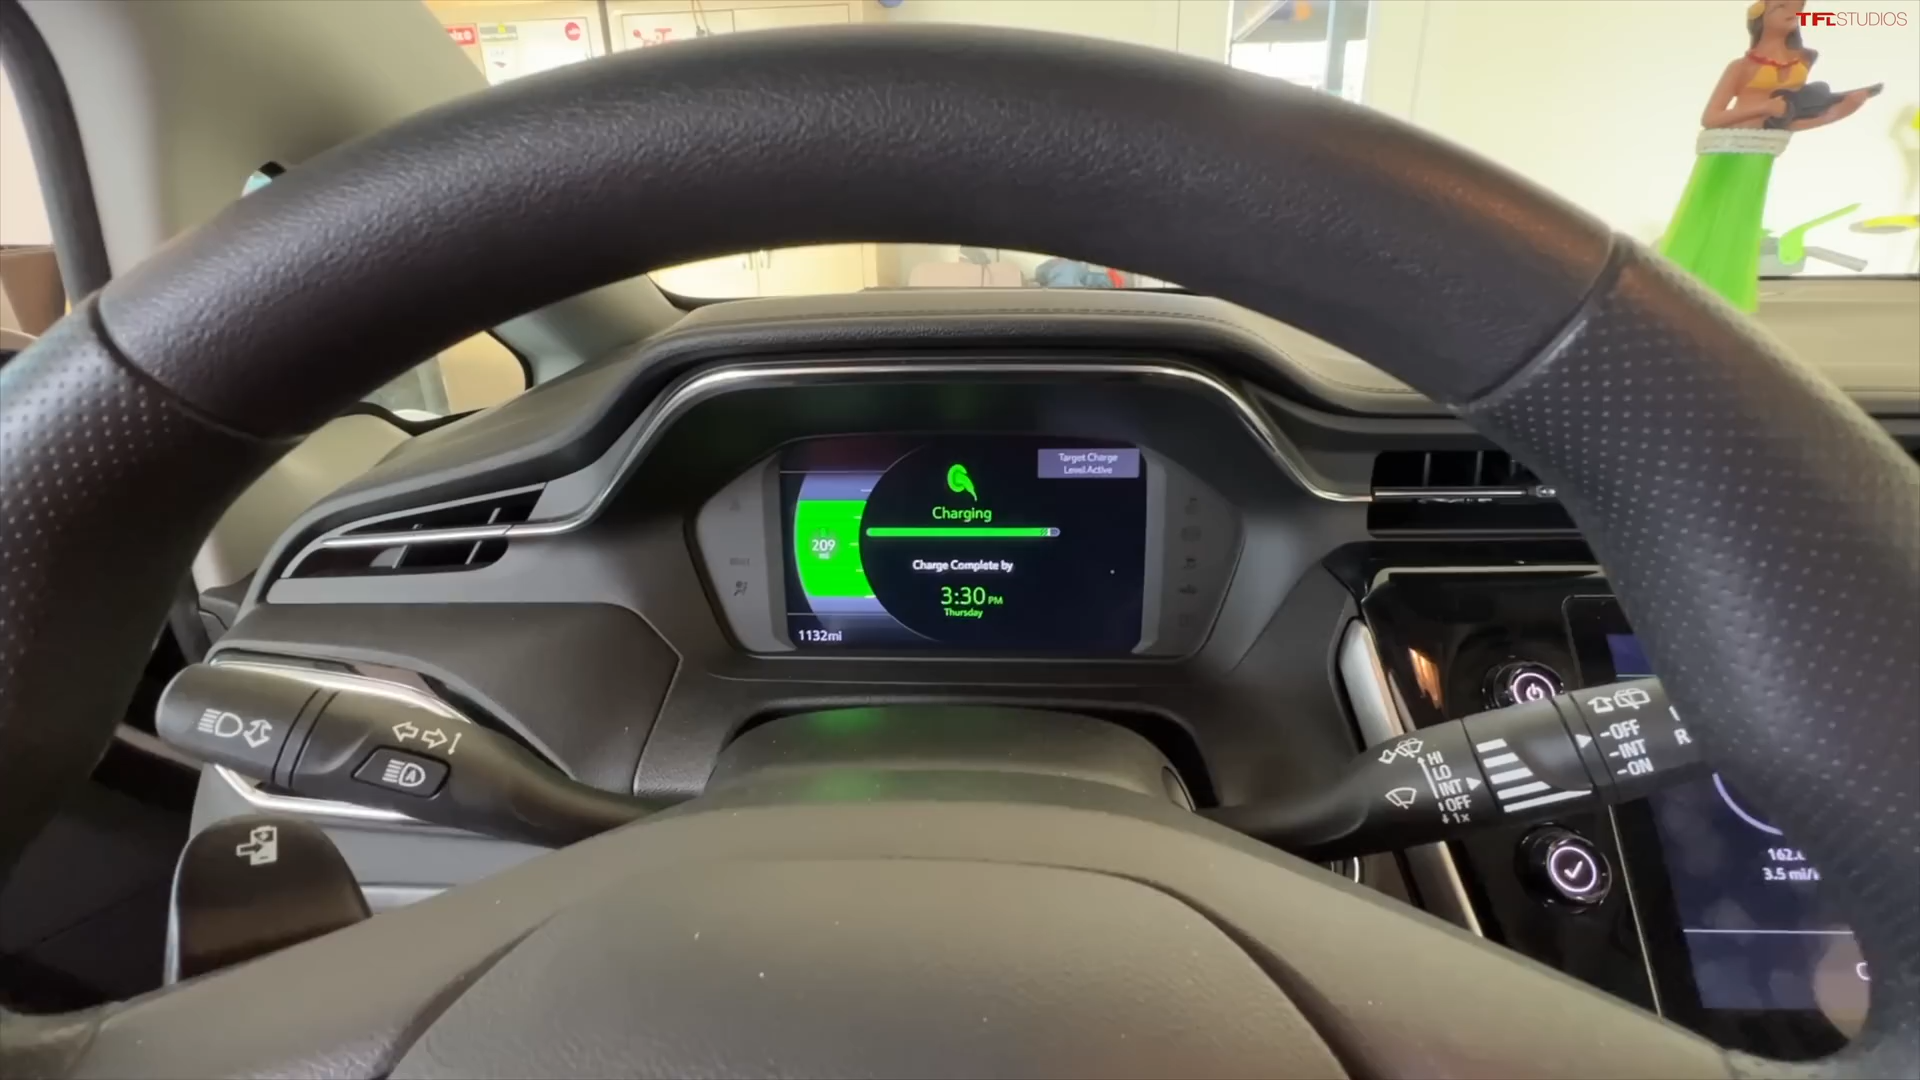 TFLSTUDIOS
Target Charge
Level Active
Charging
209
mi
Charge Complete by
3:30 PM
Thursday
1132mi
OFF
INT
ON
R
HI
LO
INT
OFF
1x
A
3.5 mi/k